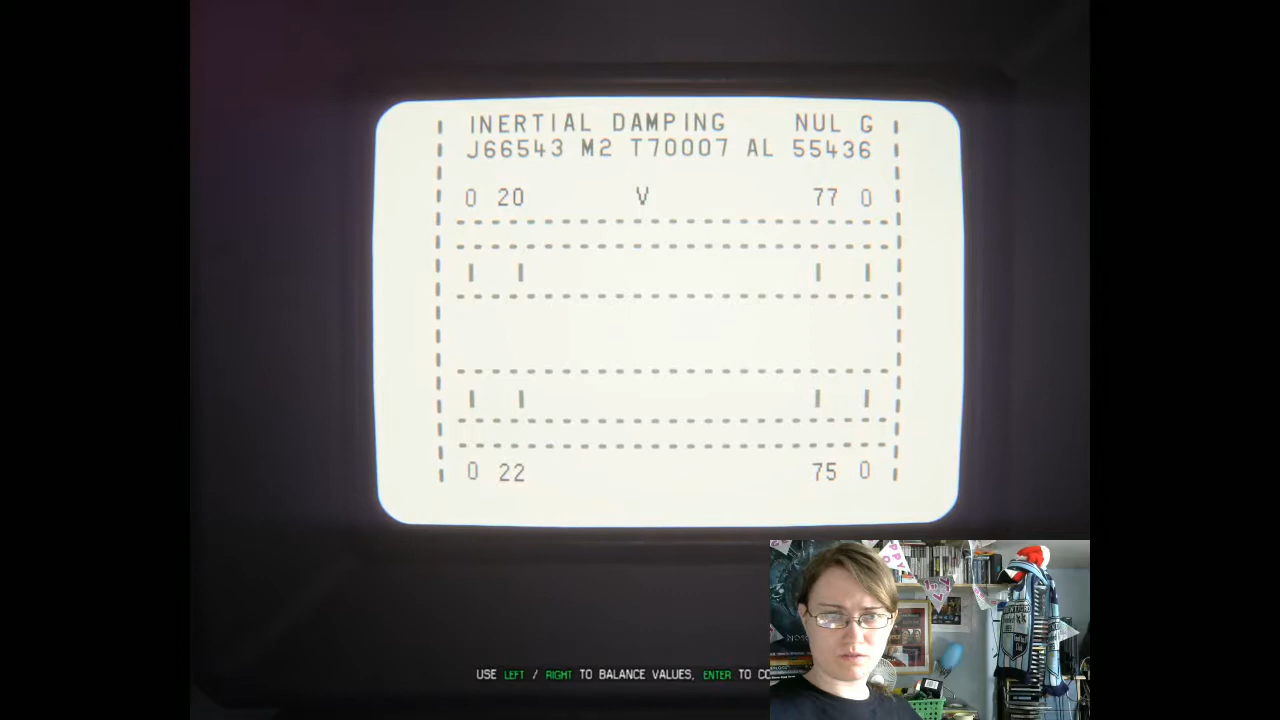 INERTIAL DAMPING NUL G
J66543 M2 T70007 AL 55436
0 20 V 77 0
0 22 75 0
USE LEFT / RIGHT TO BALANCE VALUES, ENTER TO